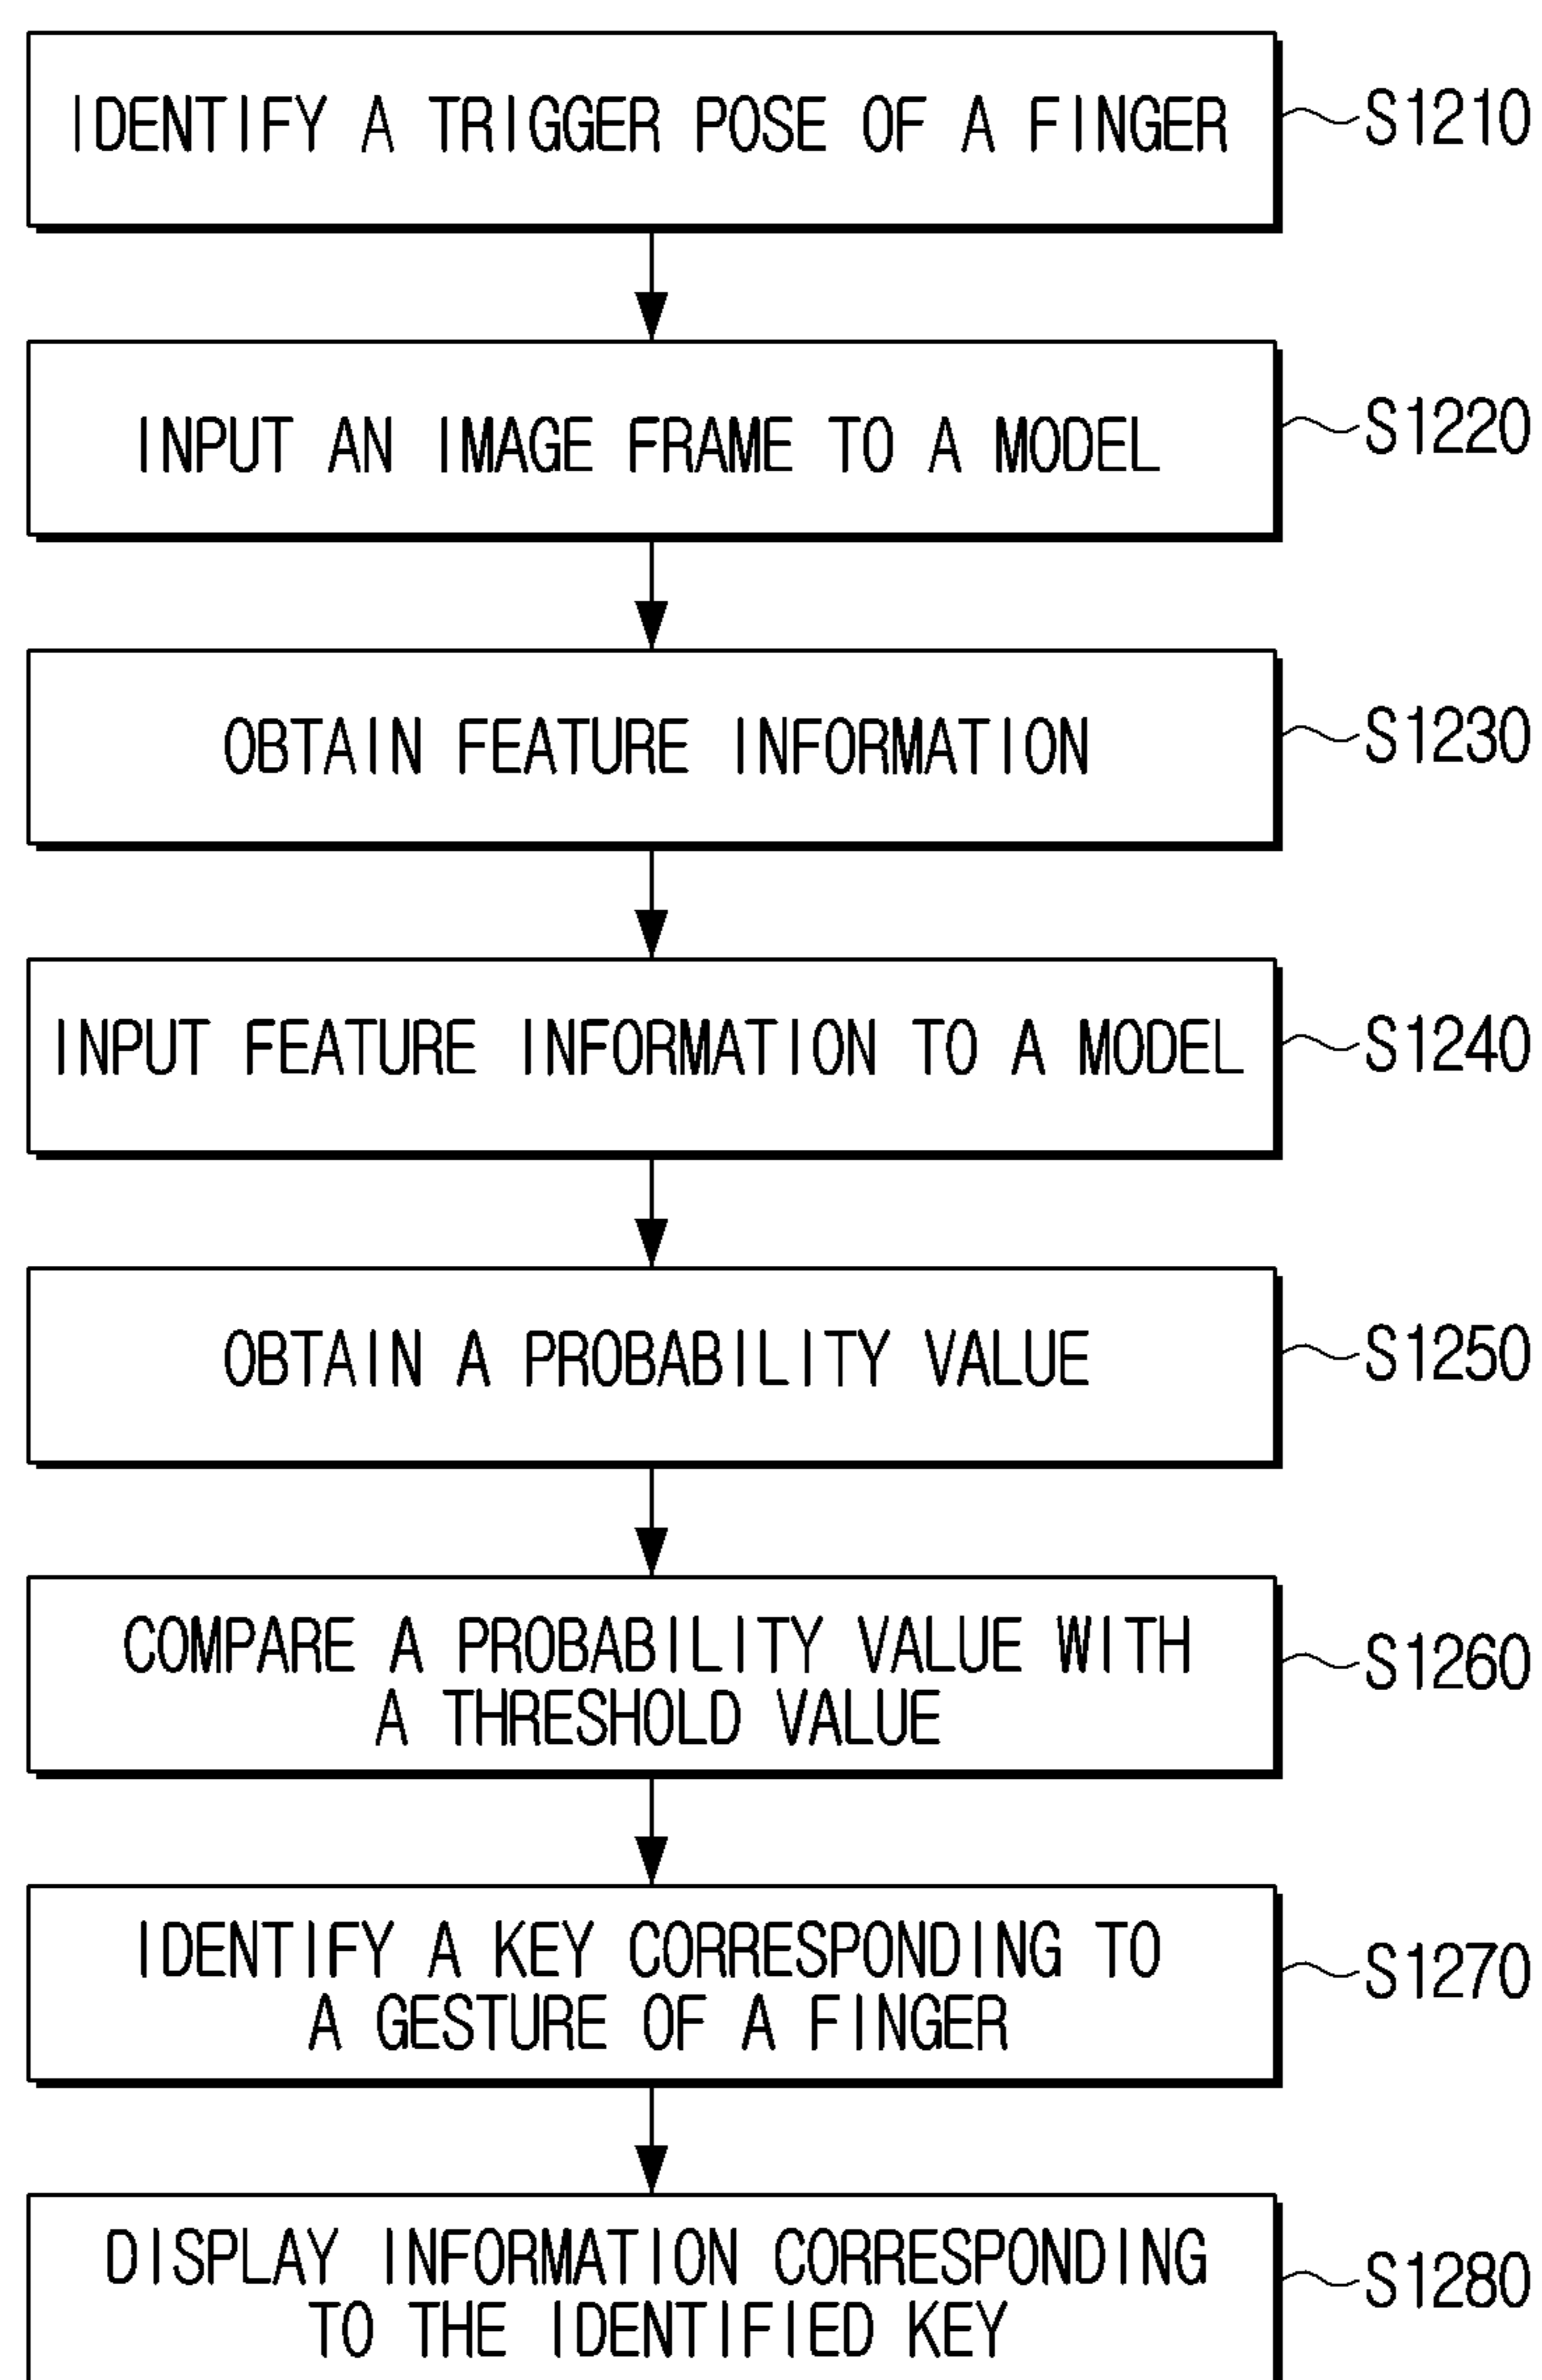 IDENTIFY A TRIGGER POSE OF A FINGER
S1210
INPUT AN IMAGE FRAME TO A MODEL
S1220
OBTAIN FEATURE INFORMATION
S1230
INPUT FEATURE INFORMATION TO A MODEL
S1240
OBTAIN A PROBABILITY VALUE
S1250
COMPARE A PROBABILITY VALUE WITH
A THRESHOLD VALUE
S1260
IDENTIFY A KEY CORRESPONDING TO
A GESTURE OF A FINGER
S1270
DISPLAY INFORMATION CORRESPONDING
TO THE IDENTIFIED KEY
S1280